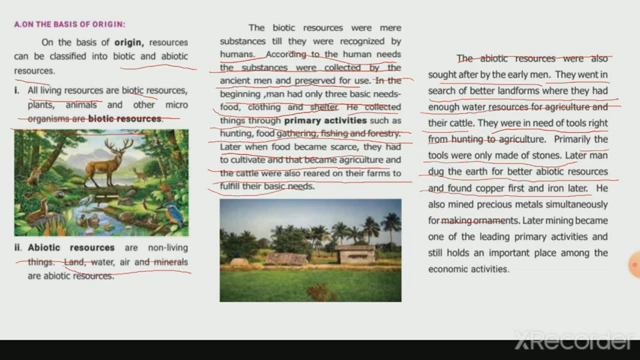 A.ON THE BASIS OF ORIGIN:
On the basis of origin, resources
can be classified into biotic and abiotic
resources.
i. All living resources are biotic resources,
plants, animals and other micro
organisms are biotic resources.
ii. Abiotic resources are non-living
things. Land, water, air and minerals
are abiotic resources.
The biotic resources were mere
substances till they were recognized by
humans. According to the human needs
the substances were collected by the
ancient men and preserved for use. In the
beginning ,man had only three basic needs-
food, clothing and shelter. He collected
things through primary activities such as
hunting, food gathering, fishing and forestry.
Later when food became scarce, they had
to cultivate and that became agriculture and
the cattle were also reared on their farms to
fulfill their basic needs.
The abiotic resources were also
sought after by the early men. They went in
search of better landforms where they had
enough water resources for agriculture and
their cattle. They were in need of tools right
from hunting to agriculture. Primarily the
tools were only made of stones. Later man
dug the earth for better abiotic resources
and found copper first and iron later. He
also mined precious metals simultaneously
for making ornaments. Later mining became
one of the leading primary activities and
still holds an important place among the
economic activities.
XRecorder